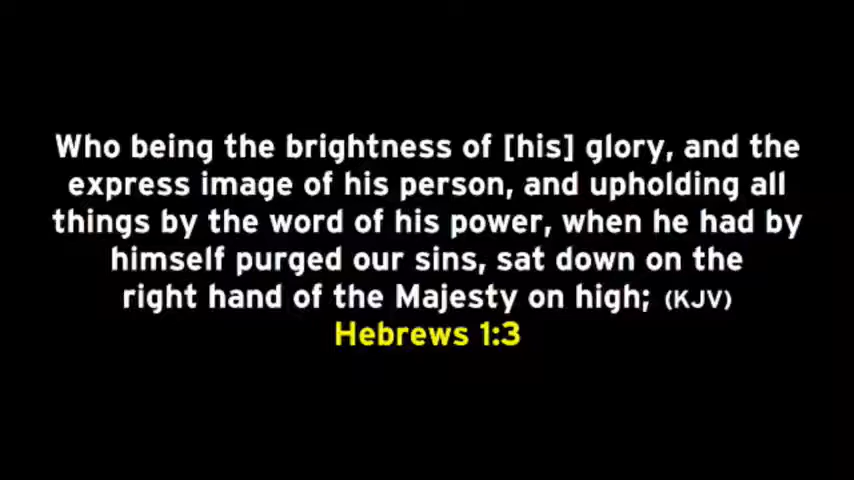 Who being the brightness of [his] glory, and the
express image of his person, and upholding all
things by the word of his power, when he had by
himself purged our sins, sat down on the
right hand of the Majesty on high; (KJV)
Hebrews 1:3